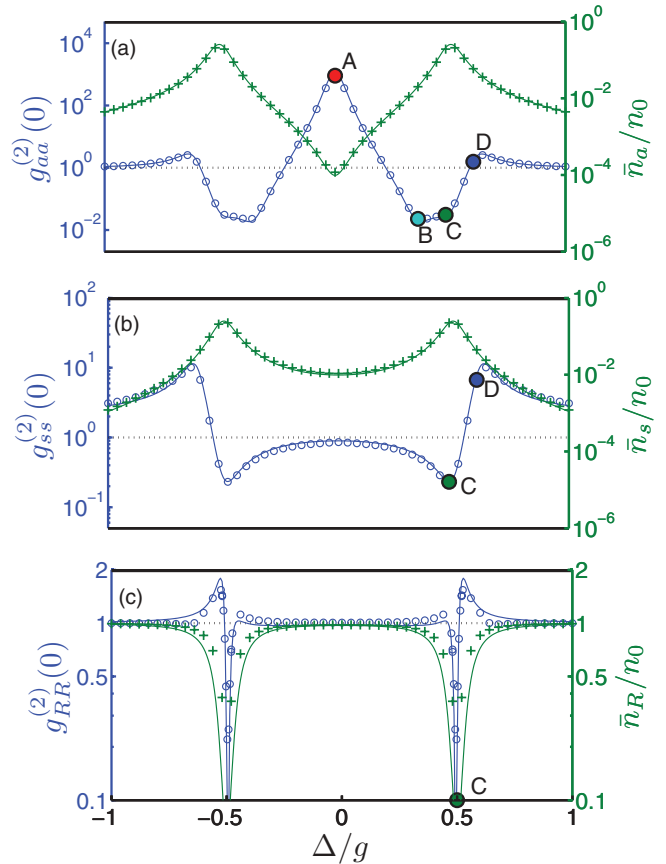 (a)
10^4
10^2
10^0
10^-2
g_aa^(2)(0)
A
B
C
D
10^0
10^-2
10^-4
10^-6
n̄_a/n_0
(b)
10^2
10^1
10^0
10^-1
g_ss^(2)(0)
C
D
10^0
10^-2
10^-4
10^-6
n̄_s/n_0
(c)
2
1
0.5
0.1
g_RR^(2)(0)
C
2
1
0.5
0.1
n̄_R/n_0
−1 −0.5 0 0.5 1
Δ/g